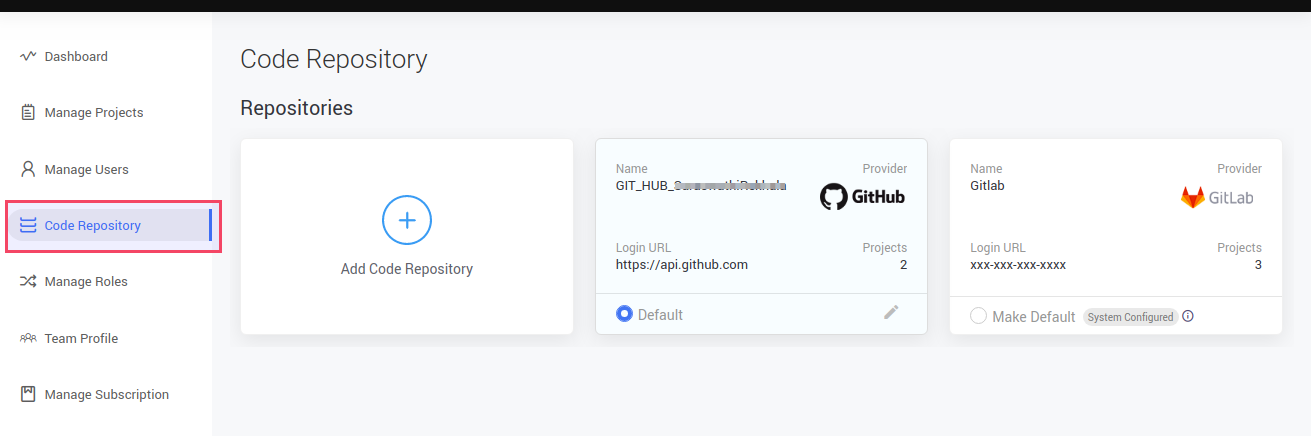 Dashboard
Manage Projects
Manage Users
Code Repository
Manage Roles
Team Profile
Manage Subscription
Code Repository
Repositories
Add Code Repository
Name
Provider
GitHub
Login URL
Projects
https://api.github.com
2
Default
Name
Provider
Gitlab
GitLab
Login URL
Projects
xxx-xxx-xxx-xxxx
3
Make Default
System Configured